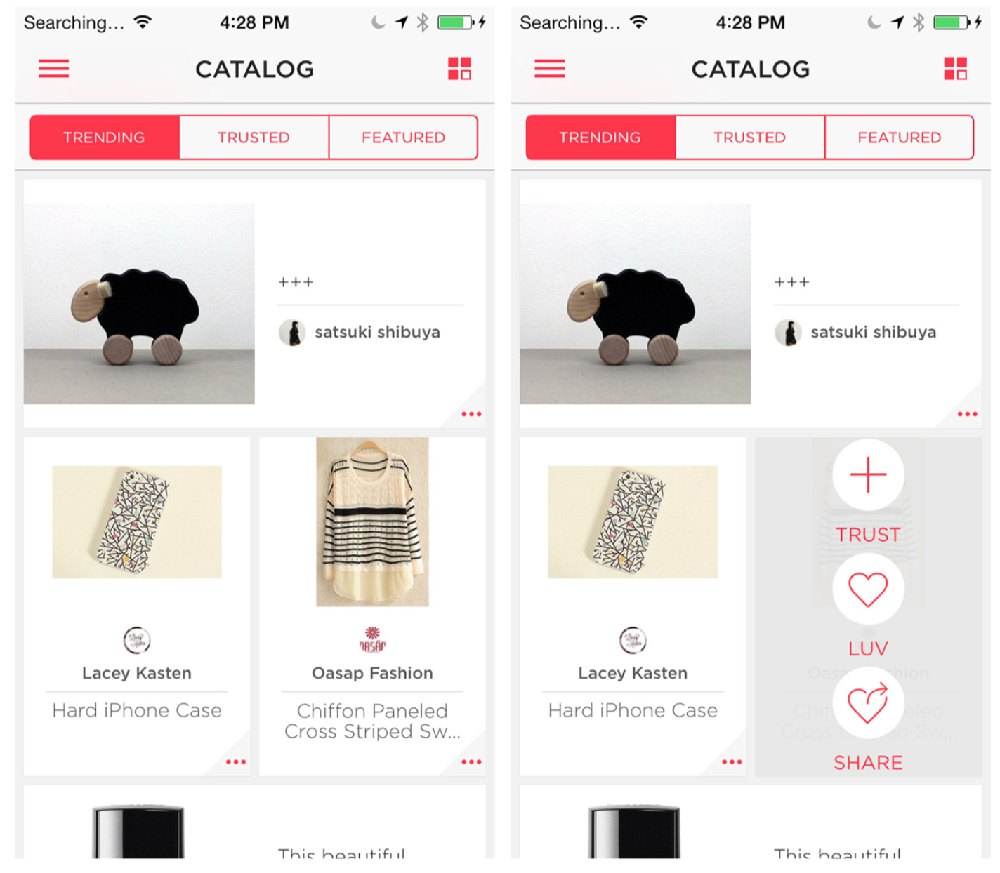 Searching... 4:28 PM
CATALOG
TRENDING TRUSTED FEATURED
+++
satsuki shibuya
Lacey Kasten
Hard iPhone Case
OASAP
Oasap Fashion
Chiffon Paneled
Cross Striped Sw...
This beautiful
Searching... 4:28 PM
CATALOG
TRENDING TRUSTED FEATURED
+++
satsuki shibuya
Lacey Kasten
Hard iPhone Case
TRUST
LUV
SHARE
This beautiful